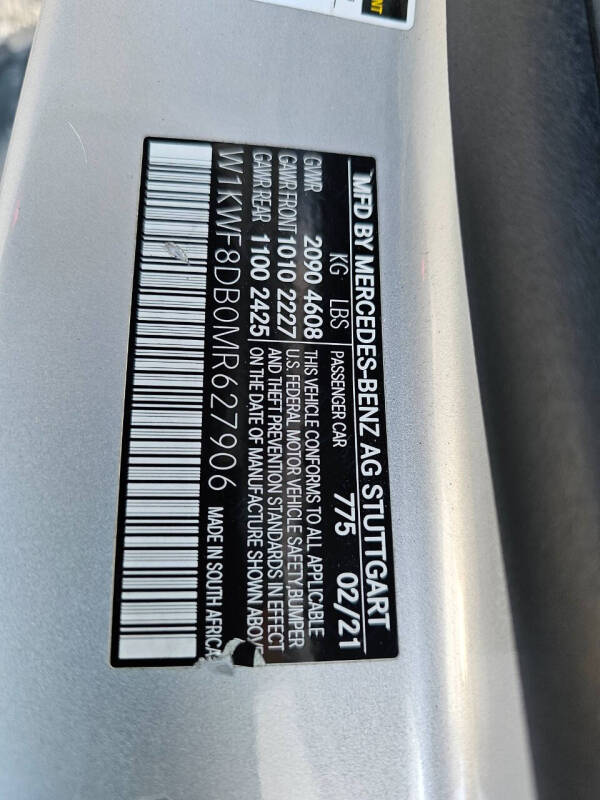 NT
MFD BY MERCEDES-BENZ AG STUTTGART
KG LBS PASSENGER CAR 775 02/21
GVWR 2090 4608 THIS VEHICLE CONFORMS TO ALL APPLICABLE
GAWR FRONT 1010 2227 U.S. FEDERAL MOTOR VEHICLE SAFETY,BUMPER
AND THEFT PREVENTION STANDARDS IN EFFECT
GAWR REAR 1100 2425 ON THE DATE OF MANUFACTURE SHOWN ABOVE
W1KWF8DB0MR627906 MADE IN SOUTH AFRICA